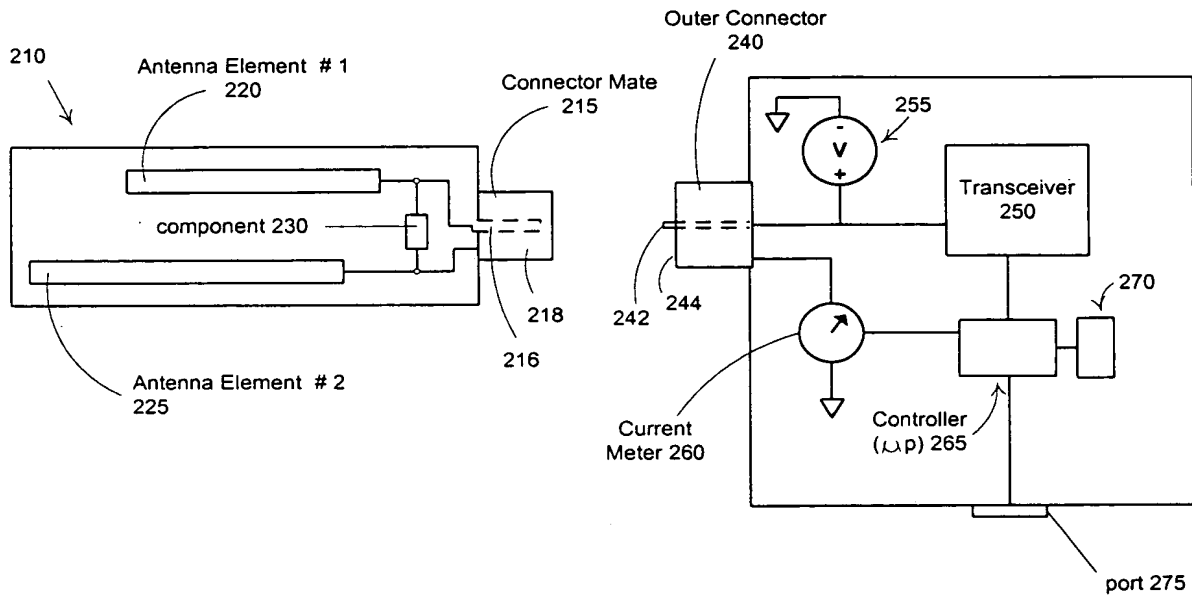 Outer Connector
240
210
Antenna Element # 1
220
Connector Mate
215
255
-
V
+
Transceiver
250
component 230
270
218
242
244
216
Antenna Element # 2
225
Current
Meter 260
Controller
(μp) 265
port 275